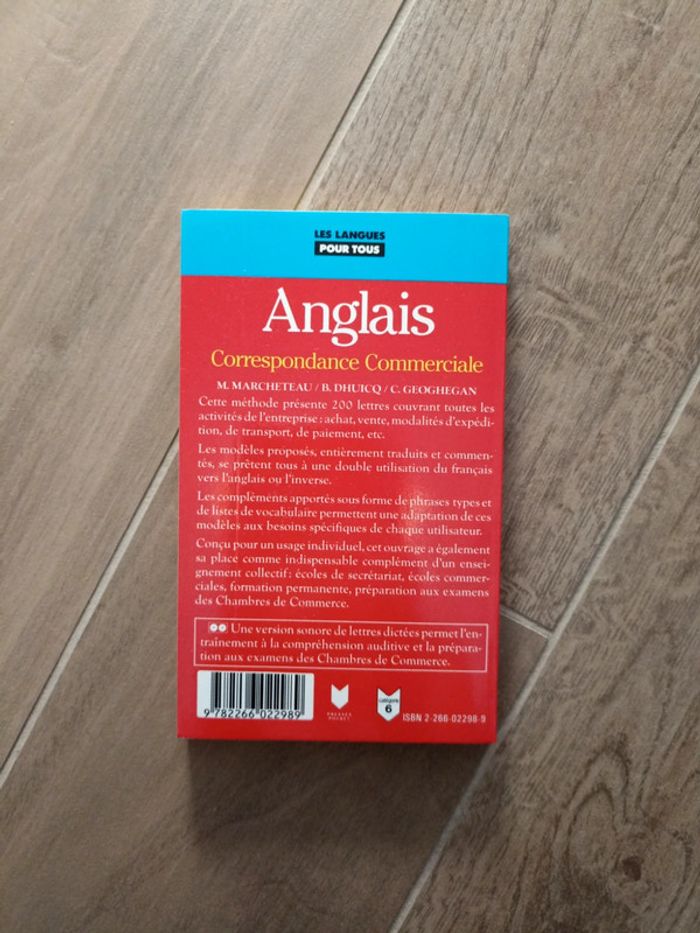 LES LANGUES
POUR TOUS
Anglais
Correspondance Commerciale
M. MARCHETEAU / B. DHUICQ / C. GEOGHEGAN
Cette méthode présente 200 lettres couvrant toutes les
activités de l'entreprise : achat, vente, modalités d'expédi-
tion, de transport, de paiement, etc.
Les modèles proposés, entièrement traduits et commen-
tés, se prêtent tous à une double utilisation du français
vers l'anglais ou l'inverse.
Les compléments apportés sous forme de phrases types et
de listes de vocabulaire permettent une adaptation de ces
modèles aux besoins spécifiques de chaque utilisateur.
Conçu pour un usage individuel, cet ouvrage a également
sa place comme indispensable complément d'un ensei-
gnement collectif : écoles de secrétariat, écoles commer-
ciales, formation permanente, préparation aux examens
des Chambres de Commerce.
Une version sonore de lettres dictées permet l'en-
traînement à la compréhension auditive et la prépara-
tion aux examens des Chambres de Commerce.
9 782266 022989
PRESSES
POCKET
catégorie
6
ISBN 2-266-02298-9